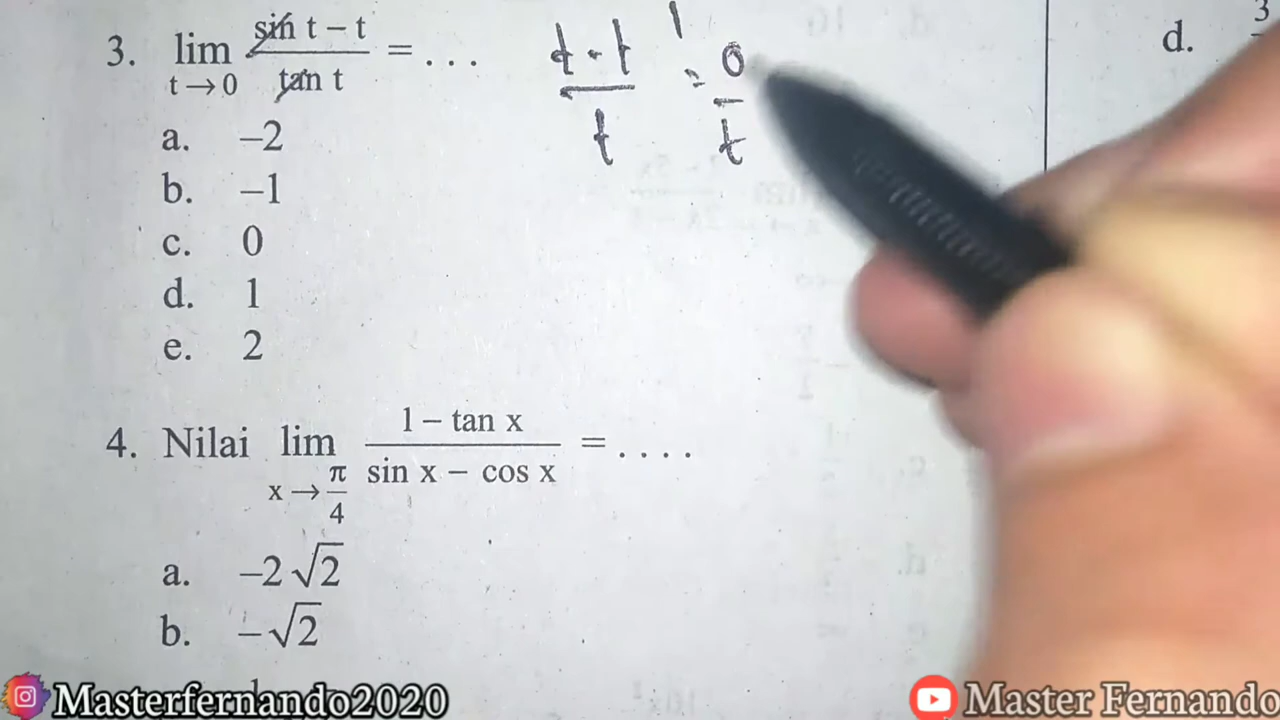 3. lim t→0 (sin t – t)/(tan t) = ...
t - t / t = 0 / t
a. –2
b. –1
c. 0
d. 1
e. 2
4. Nilai lim x→π/4 (1 – tan x)/(sin x – cos x) = ....
a. –2√2
b. –√2
d. 3
Masterfernando2020
Master Fernando